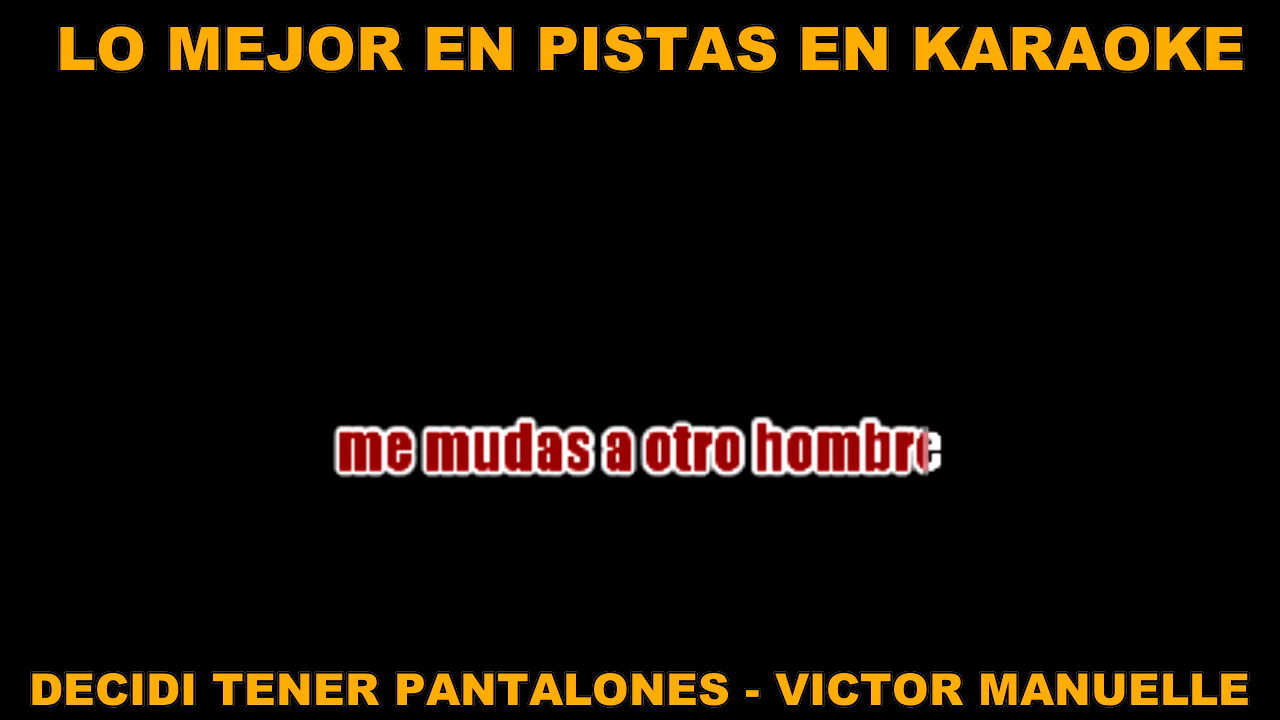 LO MEJOR EN PISTAS EN KARAOKE
me mudas a otro hombre
DECIDI TENER PANTALONES - VICTOR MANUELLE